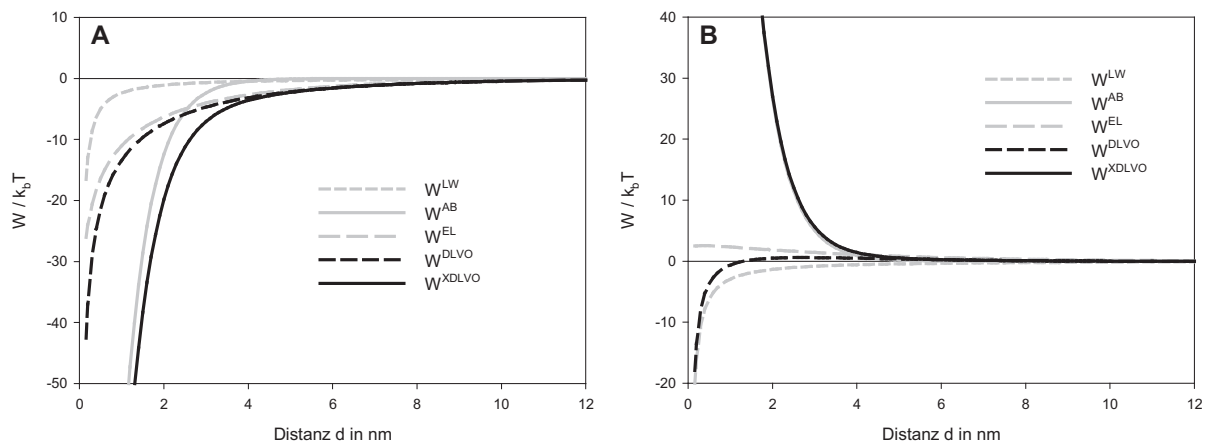 A
10
0
-10
-20
-30
-40
-50
W / k_bT
0 2 4 6 8 10 12
Distanz d in nm
W^LW
W^AB
W^EL
W^DLVO
W^XDLVO
B
40
30
20
10
0
-10
-20
W / k_bT
0 2 4 6 8 10 12
Distanz d in nm
W^LW
W^AB
W^EL
W^DLVO
W^XDLVO